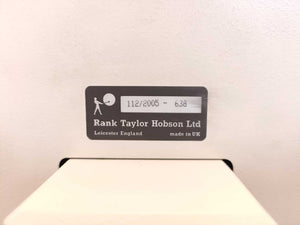 112/2005 - 638
Rank Taylor Hobson Ltd
Leicester England made in UK